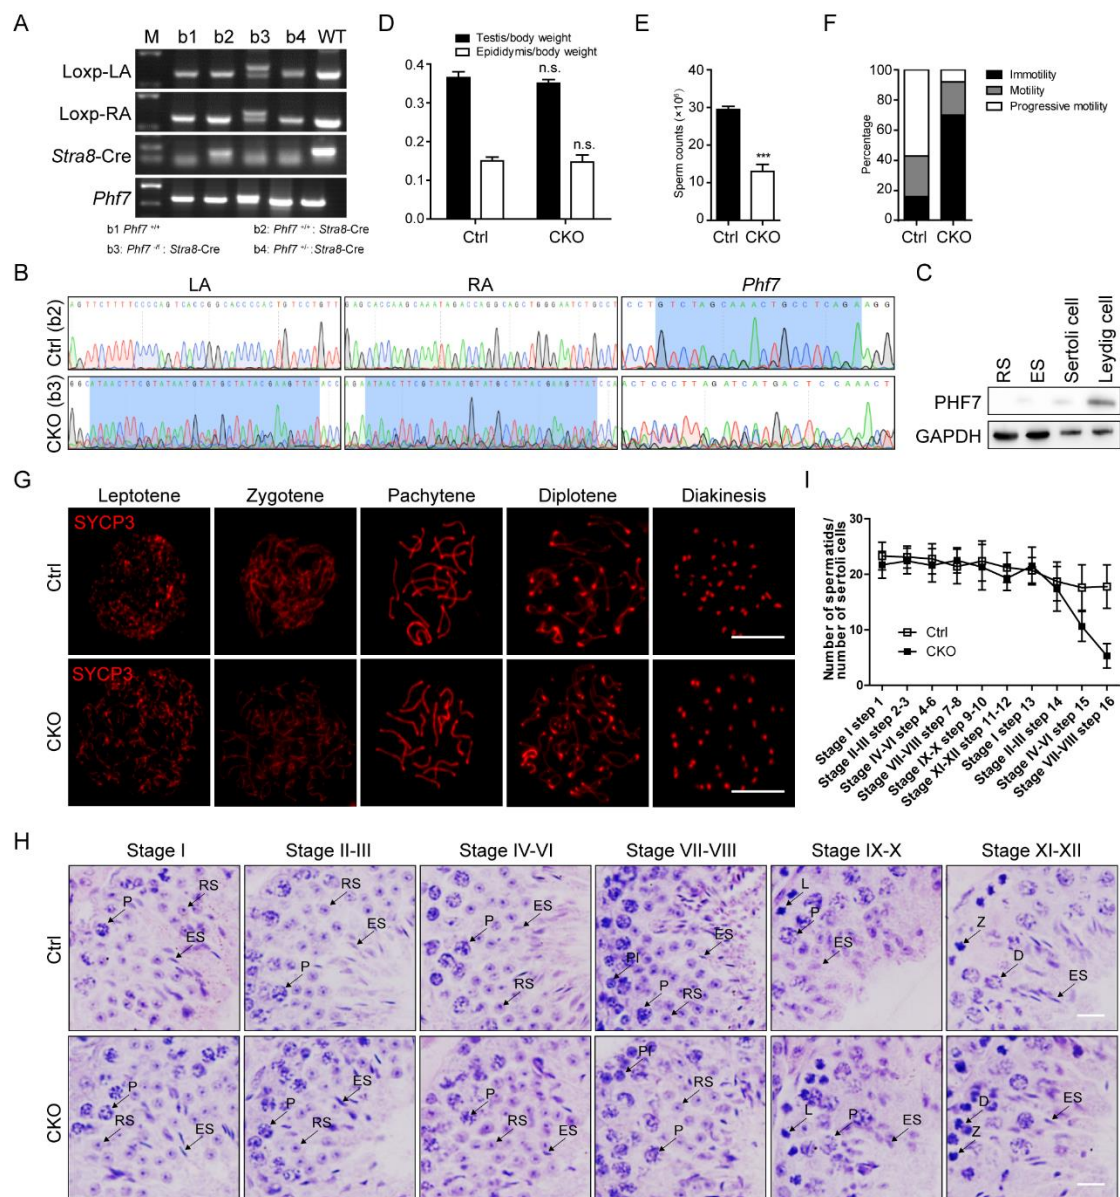 A
M b1 b2 b3 b4 WT
Loxp-LA
Loxp-RA
Stra8-Cre
Phf7
b1 Phf7 +/+
b2: Phf7 +/+ : Stra8-Cre
b3: Phf7 -/fl : Stra8-Cre
b4: Phf7 +/- : Stra8-Cre
D
Testis/body weight
Epididymis/body weight
0.4
0.3
0.2
0.1
0.0
n.s.
n.s.
Ctrl CKO
E
Sperm counts (×10⁶)
40
30
20
10
0
***
Ctrl CKO
F
Immotility
Motility
Progressive motility
Percentage
100
80
60
40
20
0
Ctrl CKO
B
LA RA Phf7
Ctrl (b2)
AGTTCTTTTCCCCAGTCACCGGCACCCCACTGTCCTGTT
GAGCACCAAGCAAATAGACCAGGCAGCTGGGAATCTGCCT
CCTGTCTAGCAAACTGCCTCAGAAGG
CKO (b3)
GGCATAACTTCGTATAATGTATGCTATACGAAGTTATACC
AGAATAACTTCGTATAATGTATGCTATACGAAGTTATCCA
ACTCCCTTAGATCATGACTCCAAACT
C
RS ES Sertoli cell Leydig cell
PHF7
GAPDH
G
Leptotene Zygotene Pachytene Diplotene Diakinesis
Ctrl
SYCP3
CKO
SYCP3
I
Number of spermatids/
number of sertoli cells
30
20
10
0
Ctrl
CKO
Stage I step 1
Stage II-III step 2-3
Stage IV-VI step 4-6
Stage VII-VIII step 7-8
Stage IX-X step 9-10
Stage XI-XII step 11-12
Stage I step 13
Stage II-III step 14
Stage IV-VI step 15
Stage VII-VIII step 16
H
Stage I Stage II-III Stage IV-VI Stage VII-VIII Stage IX-X Stage XI-XII
Ctrl
P RS ES
RS ES P
P ES RS
ES Pl P RS
L P ES
Z D ES
CKO
P RS ES
ES P RS
P RS ES
Pl RS P
L P ES
D ES Z